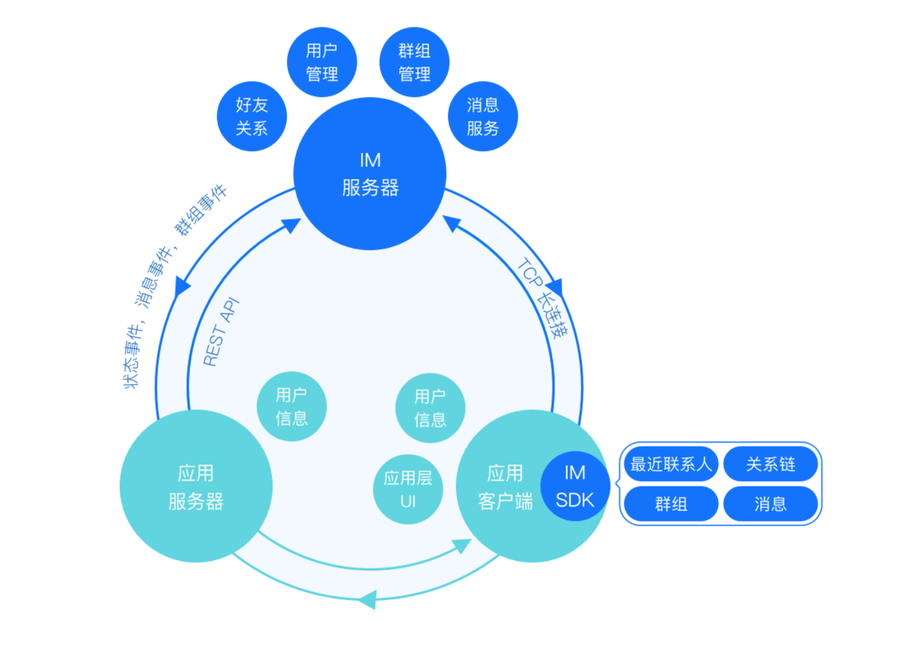 用户
管理
群组
管理
好友
关系
消息
服务
IM
服务器
状态事件，消息事件，群组事件
REST API
TCP 长连接
用户
信息
用户
信息
应用
服务器
应用层
UI
应用
客户端
IM
SDK
最近联系人
关系链
群组
消息